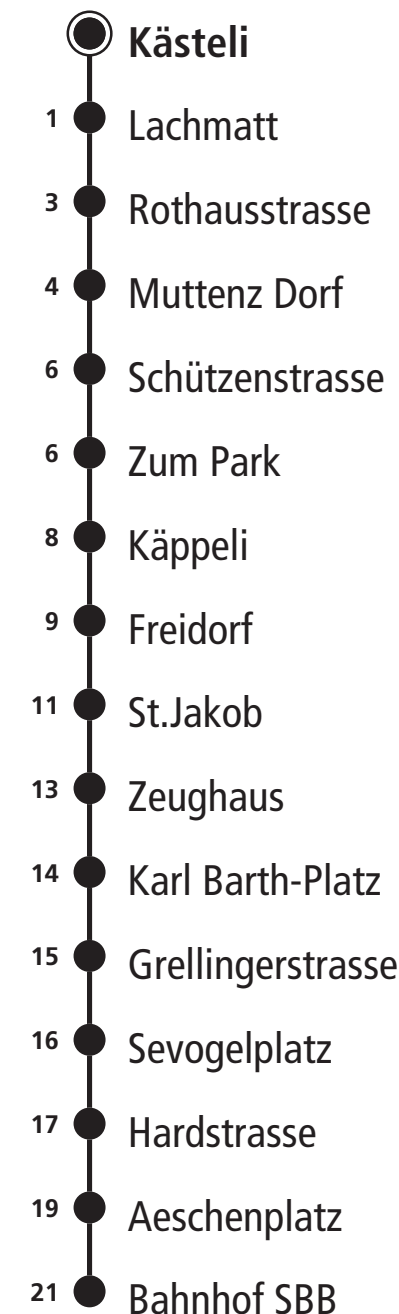 Kästeli
1 Lachmatt
3 Rothausstrasse
4 Muttenz Dorf
6 Schützenstrasse
6 Zum Park
8 Käppeli
9 Freidorf
11 St.Jakob
13 Zeughaus
14 Karl Barth-Platz
15 Grellingerstrasse
16 Sevogelplatz
17 Hardstrasse
19 Aeschenplatz
21 Bahnhof SBB